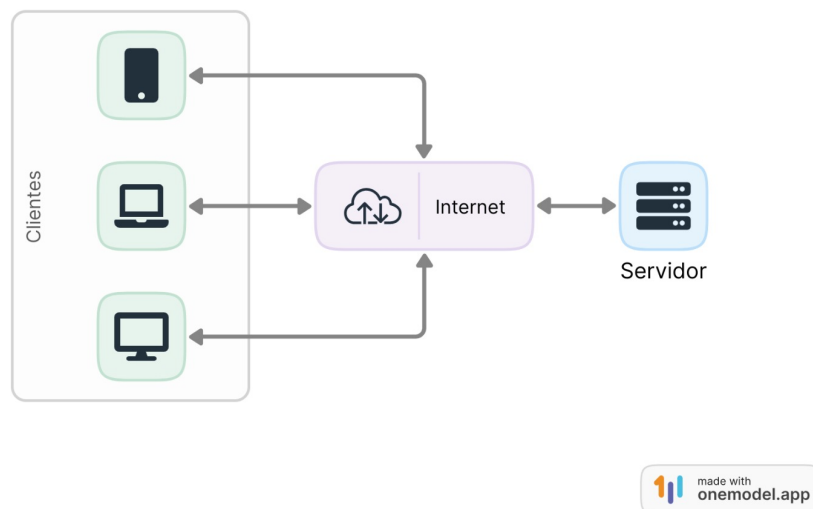 Clientes
Internet
Servidor
made with
onemodel.app